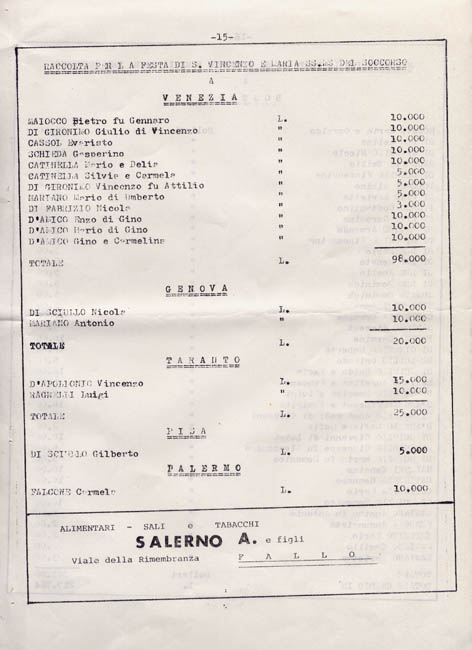 -15-
RACCOLTA PER LA FESTA DI S. VINCENZO E MARIA SS.MS DEL SOCCORSO
A
VENEZIA
MAIOCCO Pietro fu Gennaro L. 10.000
DI GIRONIMO Giulio di Vincenzo " 10.000
CASSOL Evaristo " 10.000
SCHIEDA Gasperino " 10.000
CATINELLA Mario e Delia " 10.000
CATINELLA Silvia e Carmela " 5.000
DI GIRONIMO Vincenzo fu Attilio " 5.000
MARIANO Mario di Umberto " 5.000
DI FABRIZIO Nicola " 3.000
D'AMICO Enzo di Gino " 10.000
D'AMICO Mario di Gino " 10.000
D'AMICO Gino e Carmelina " 10.000
TOTALE L. 98.000
GENOVA
DI SCIULLO Nicola L. 10.000
MARIANO Antonio " 10.000
TOTALE L. 20.000
TARANTO
D'APOLLONIO Vincenzo L. 15.000
RAGNELLI Luigi " 10.000
TOTALE L. 25.000
PISA
DI SCIULLO Gilberto L. 5.000
PALERMO
FALCONE Carmela L. 10.000
ALIMENTARI - SALI e TABACCHI
SALERNO A. e figli
Viale della Rimembranza FALLO